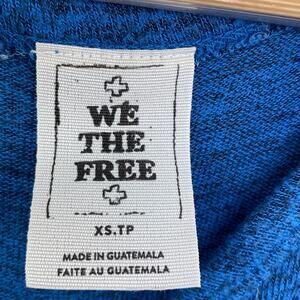 WE
THE
FREE
XS.TP
MADE IN GUATEMALA
FAITE AU GUATEMALA